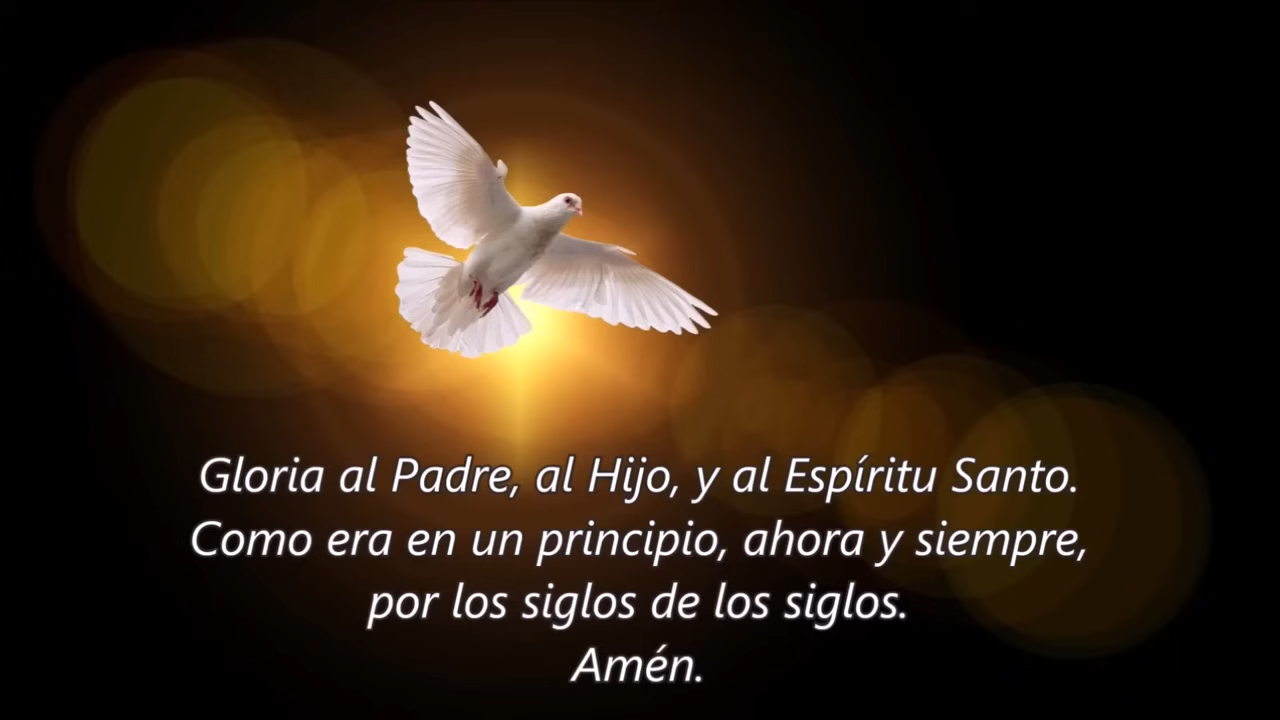 Gloria al Padre, al Hijo, y al Espíritu Santo.
Como era en un principio, ahora y siempre,
por los siglos de los siglos.
Amén.